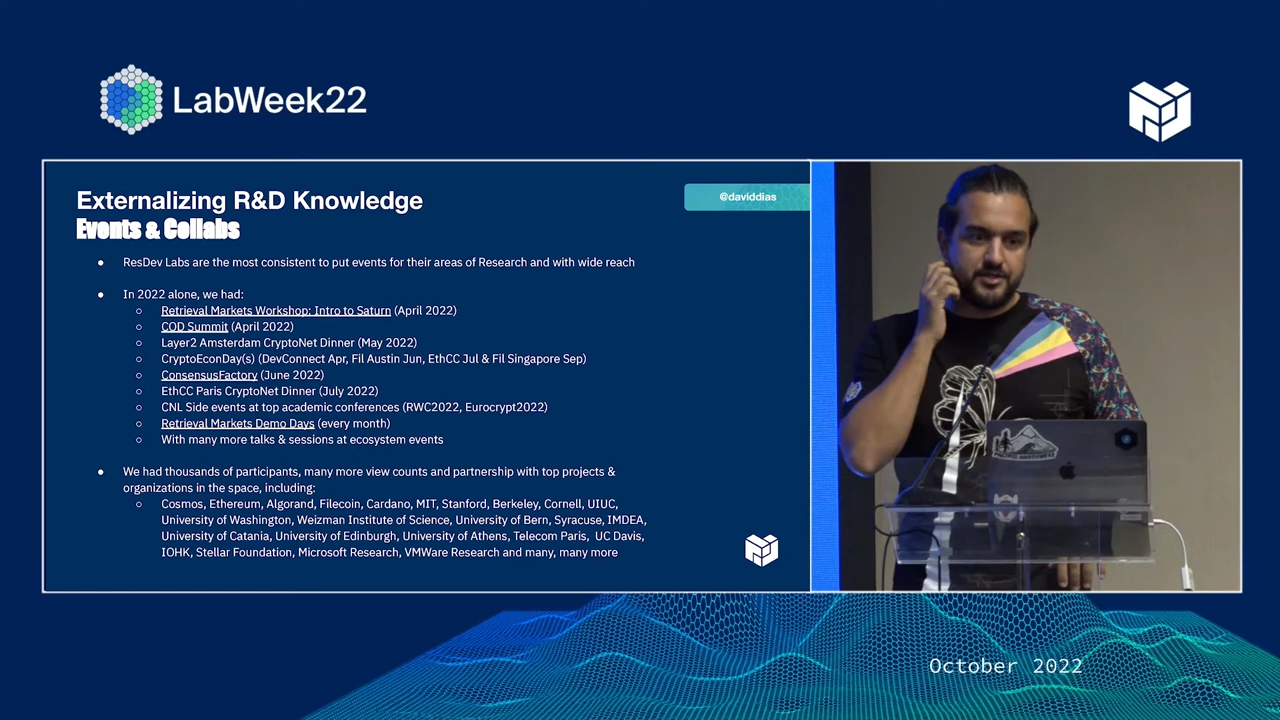 LabWeek22
Externalizing R&D Knowledge
@daviddias
Events & Collabs
● ResDev Labs are the most consistent to put events for their areas of Research and with wide reach
● In 2022 alone, we had:
○ Retrieval Markets Workshop: Intro to Saturn (April 2022)
○ COD Summit (April 2022)
○ Layer2 Amsterdam CryptoNet Dinner (May 2022)
○ CryptoEconDay(s) (DevConnect Apr, Fil Austin Jun, EthCC Jul & Fil Singapore Sep)
○ ConsensusFactory (June 2022)
○ EthCC Paris CryptoNet Dinner (July 2022)
○ CNL Side events at top academic conferences (RWC2022, Eurocrypt2022)
○ Retrieval Markets Demo Days (every month)
○ With many more talks & sessions at ecosystem events
● We had thousands of participants, many more view counts and partnership with top projects &
organizations in the space, including:
○ Cosmos, Ethereum, Algorand, Filecoin, Cardano, MIT, Stanford, Berkeley, Cornell, UIUC,
University of Washington, Weizman Institute of Science, University of Bern, Syracuse, IMDEA,
University of Catania, University of Edinburgh, University of Athens, Telecom Paris, UC Davis,
IOHK, Stellar Foundation, Microsoft Research, VMWare Research and many, many more
October 2022